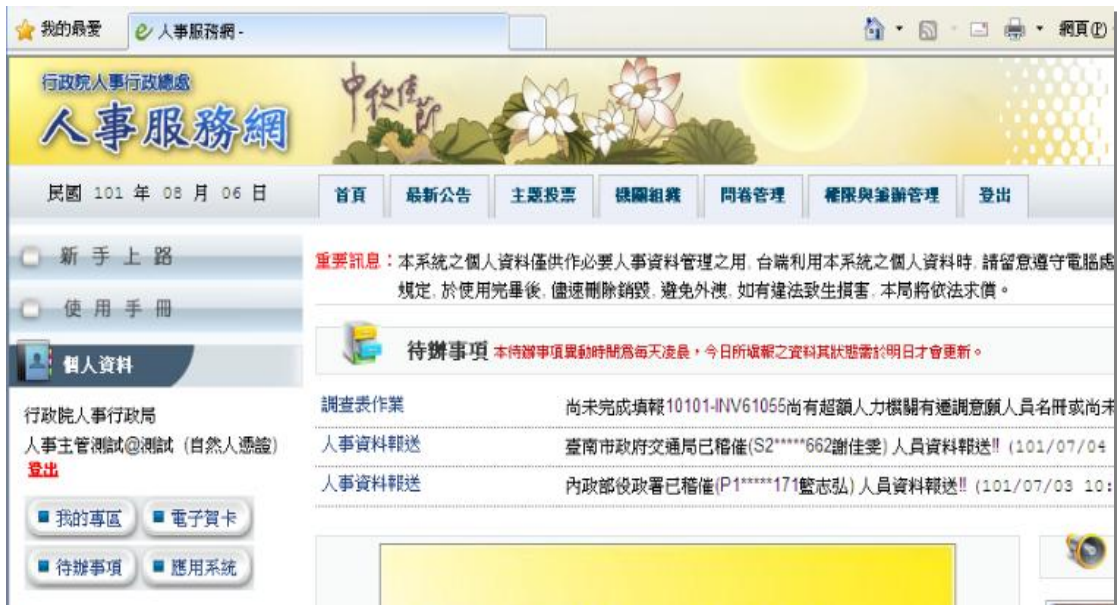 我的最愛
人事服務網 -
網頁(P)
行政院人事行政總處
人事服務網
中秋佳節
民國 101 年 08 月 06 日
首頁 最新公告 主題投票 機關組織 問卷管理 權限與兼辦管理 登出
新手上路
使用手冊
個人資料
行政院人事行政局
人事主管測試@測試 (自然人憑證)
登出
我的專區 電子賀卡
待辦事項 應用系統
重要訊息：本系統之個人資料僅供作必要人事資料管理之用, 台端利用本系統之個人資料時, 請留意遵守電腦處
規定, 於使用完畢後, 儘速刪除銷毀, 避免外洩, 如有違法致生損害, 本局將依法求償。
待辦事項 本待辦事項異動時間為每天凌晨，今日所填報之資料其狀態需於明日才會更新。
調查表作業 尚未完成填報10101-INV61055尚有超額人力機關有遷調意願人員名冊或尚未
人事資料報送 臺南市政府交通局已稽催(S2*****662謝佳雯) 人員資料報送!! (101/07/04
人事資料報送 內政部役政署已稽催(P1*****171藍志弘) 人員資料報送!! (101/07/03 10: